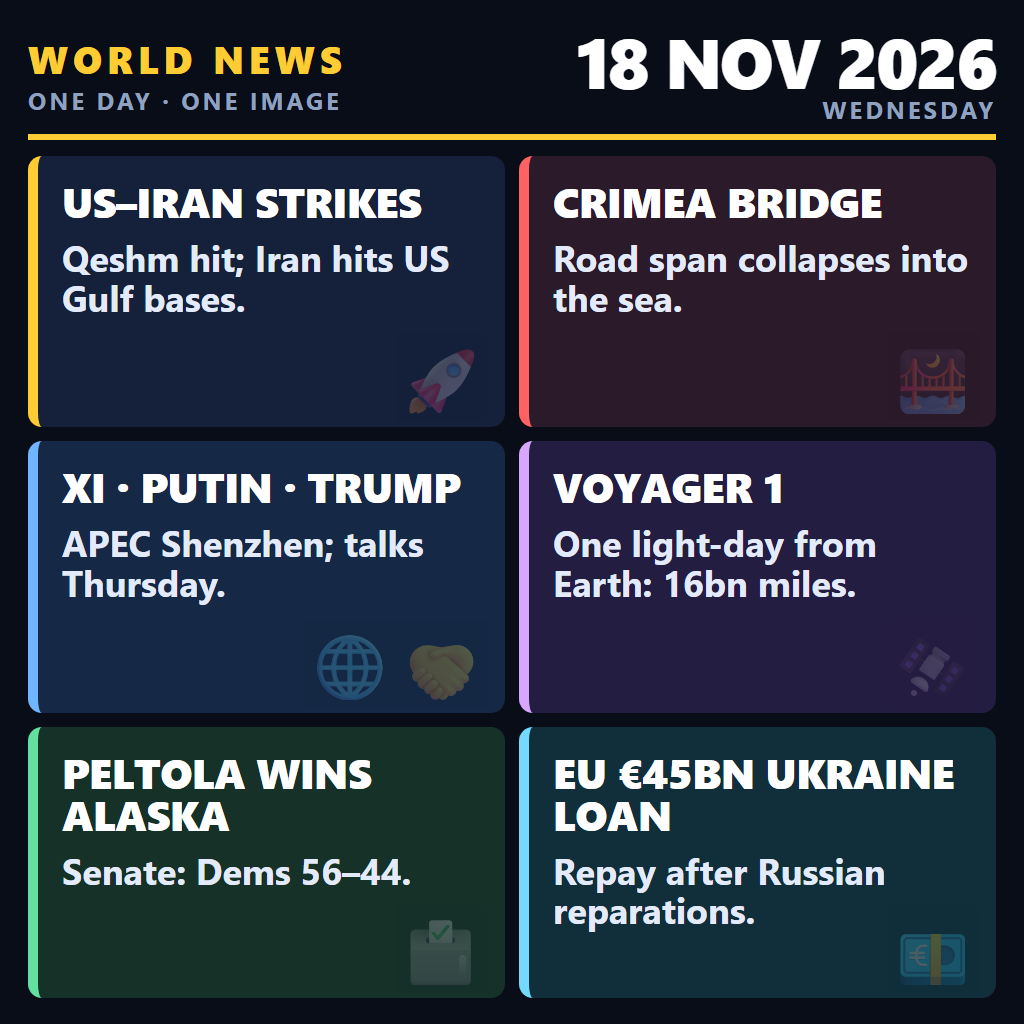 WORLD NEWS
ONE DAY · ONE IMAGE
18 NOV 2026
WEDNESDAY
US–IRAN STRIKES
Qeshm hit; Iran hits US
Gulf bases.
CRIMEA BRIDGE
Road span collapses into
the sea.
XI · PUTIN · TRUMP
APEC Shenzhen; talks
Thursday.
VOYAGER 1
One light-day from
Earth: 16bn miles.
PELTOLA WINS
ALASKA
Senate: Dems 56–44.
EU €45BN UKRAINE
LOAN
Repay after Russian
reparations.